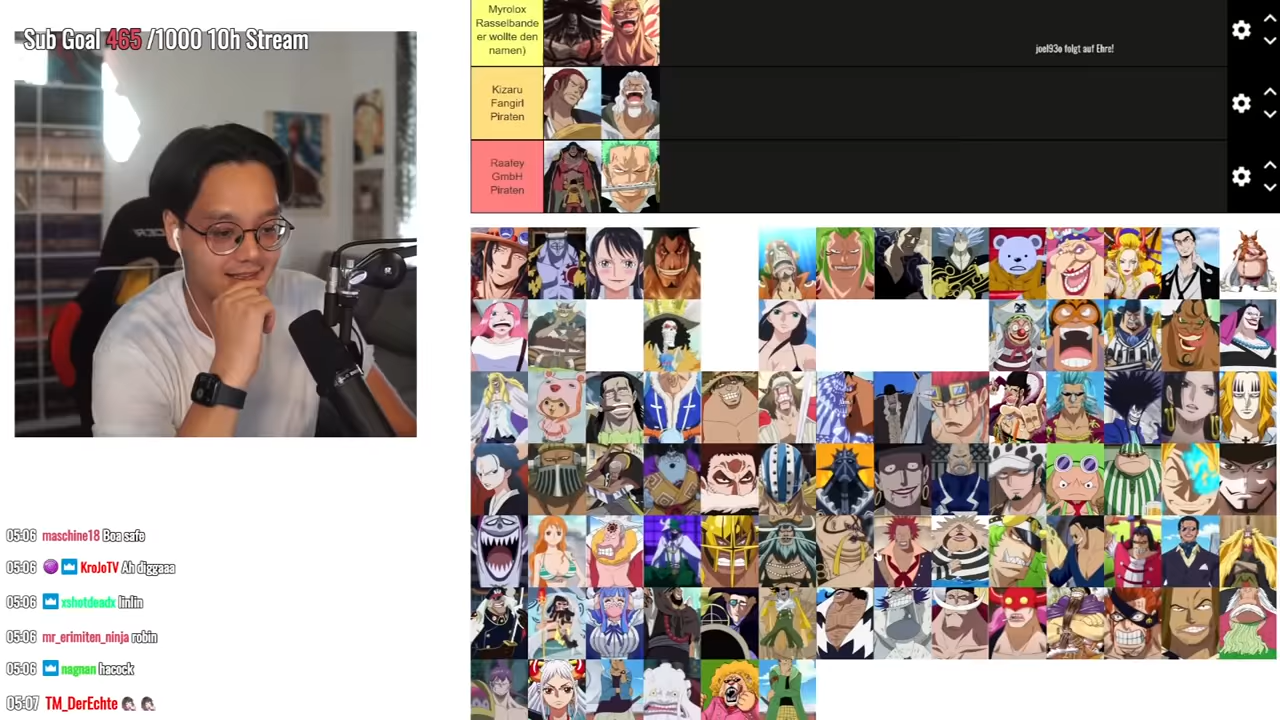 Sub Goal 465 /1000 10h Stream
Myrolox
Rasselbande
er wollte den
namen)
joel93o folgt auf Ehre!
Kizaru
Fangirl
Piraten
Raafey
GmbH
Piraten
05:06 maschine18 Boa safe
05:06 KroJoTV Ah diggaaa
05:06 xshotdeadx linlin
05:06 mr_erimiten_ninja robin
05:06 nagnan hacock
05:07 TM_DerEchte